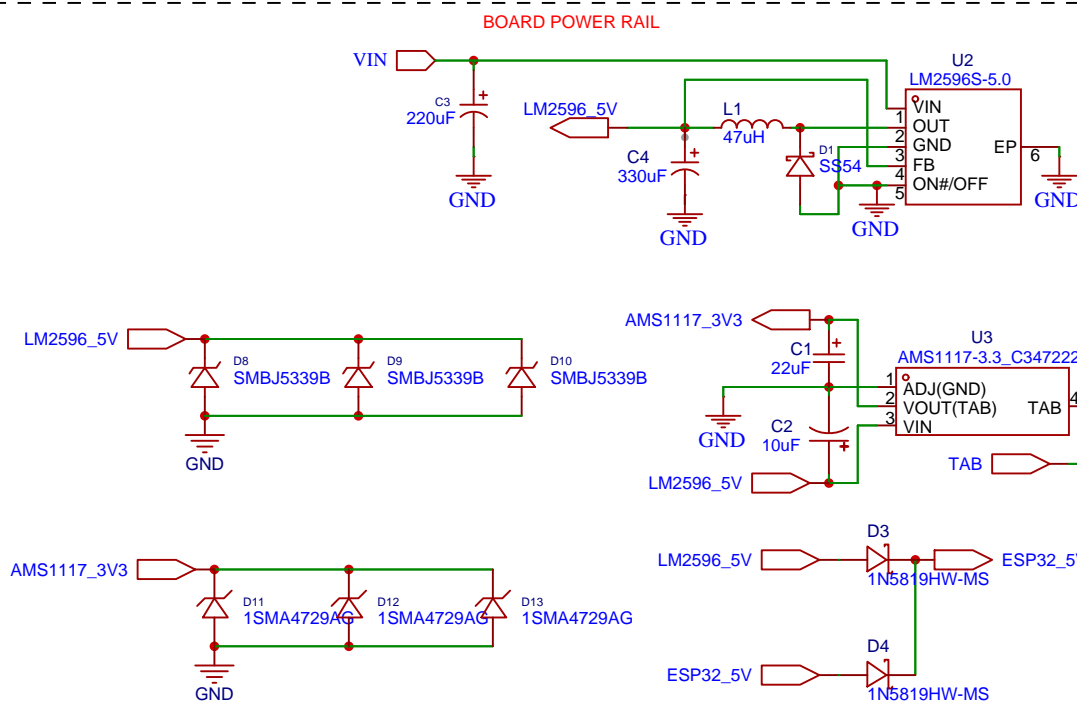 BOARD POWER RAIL
VIN
C3
220uF
GND
LM2596_5V
C4
330uF
GND
L1
47uH
D1
SS54
GND
U2
LM2596S-5.0
1
2
3
4
5
VIN
OUT
GND
FB
ON#/OFF
EP
6
GND
LM2596_5V
D8
SMBJ5339B
D9
SMBJ5339B
D10
SMBJ5339B
GND
AMS1117_3V3
C1
22uF
GND
C2
10uF
LM2596_5V
U3
AMS1117-3.3_C347222
1
2
3
ADJ(GND)
VOUT(TAB)
VIN
TAB
4
TAB
AMS1117_3V3
D11
1SMA4729AG
D12
1SMA4729AG
D13
1SMA4729AG
GND
LM2596_5V
D3
1N5819HW-MS
ESP32_5V
ESP32_5V
D4
1N5819HW-MS